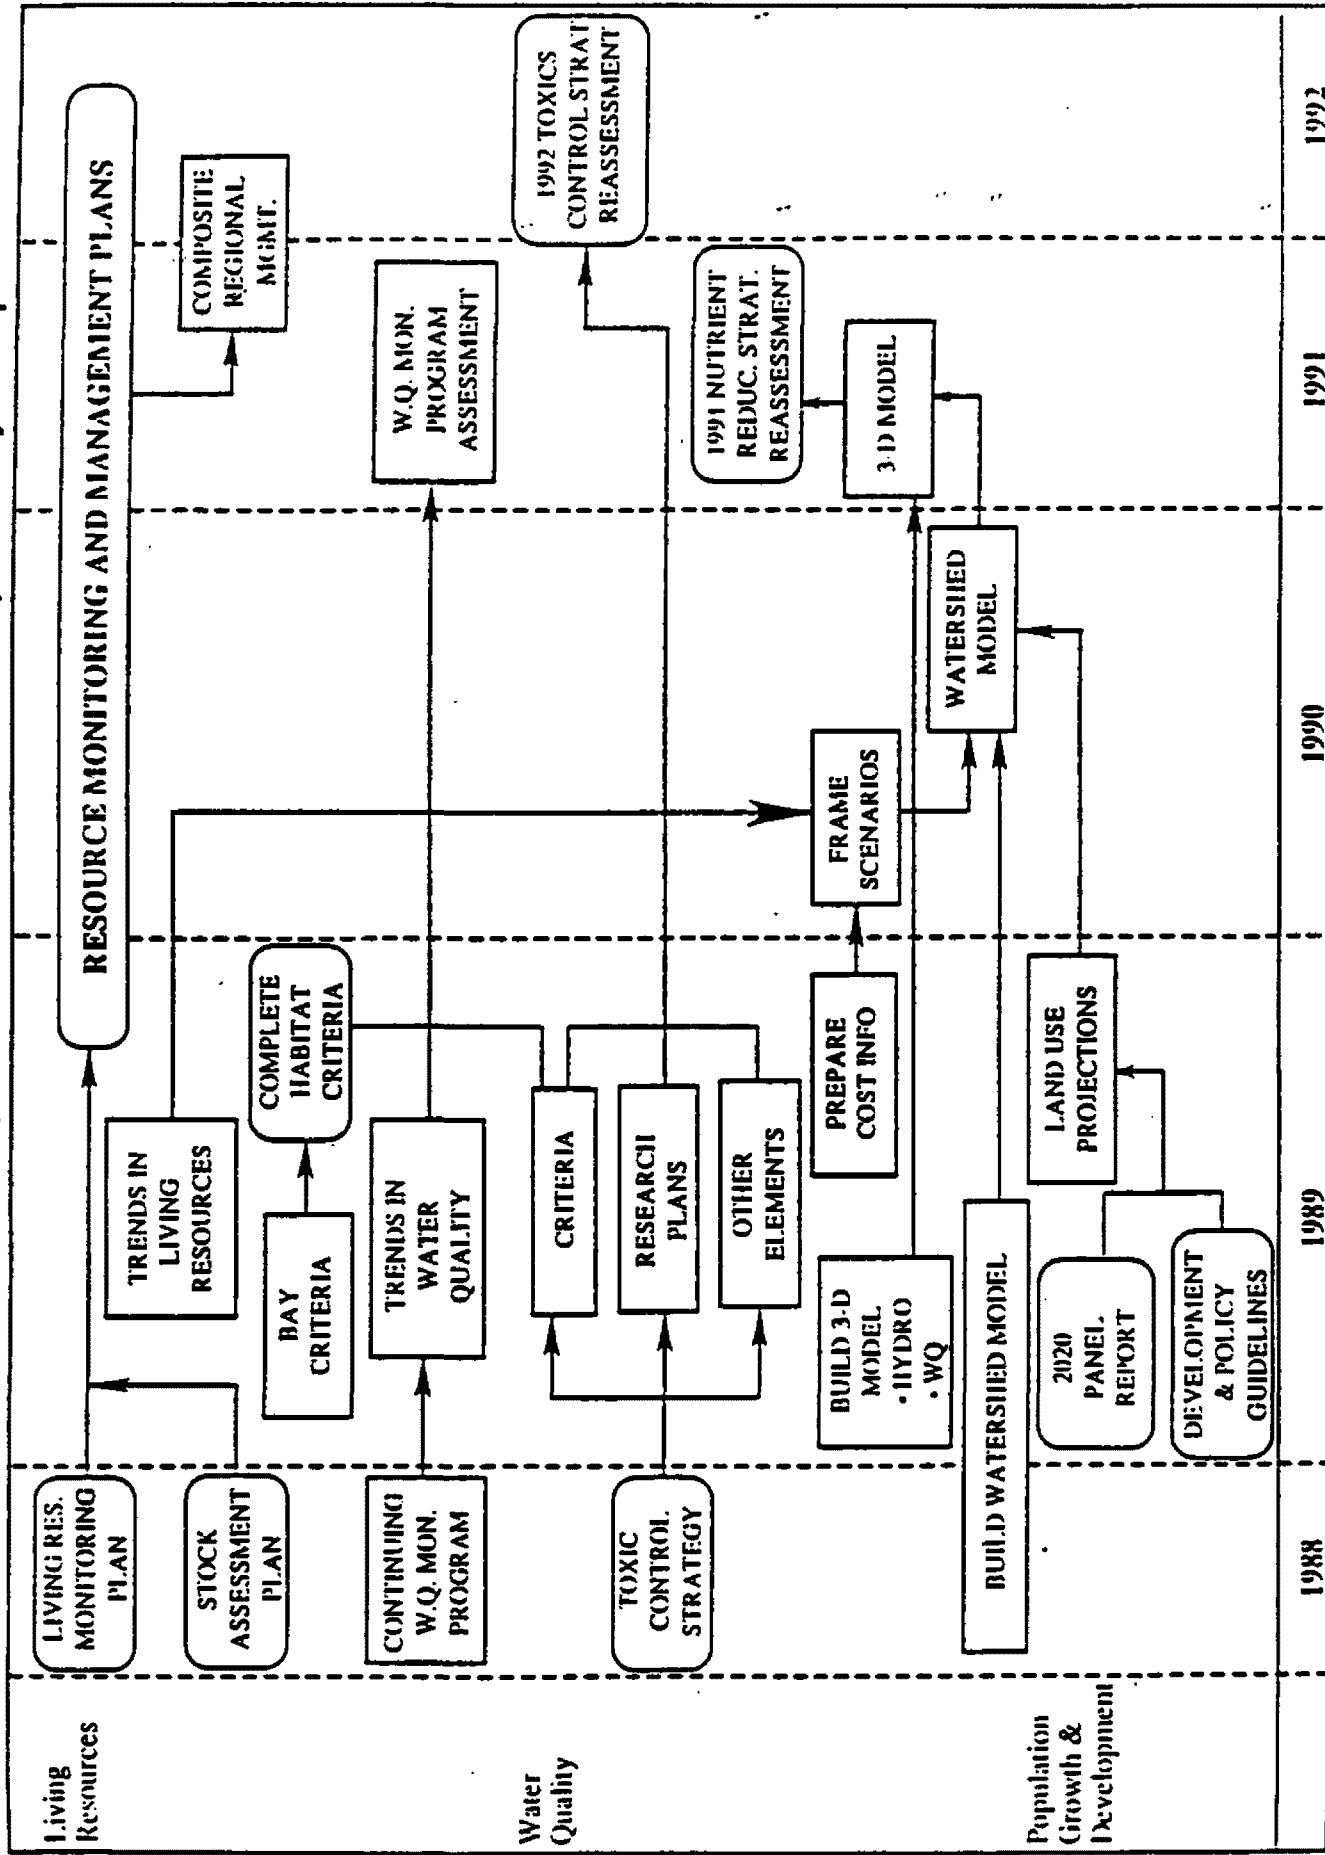 Living
Resources
LIVING RES.
MONITORING
PLAN
STOCK
ASSESSMENT
PLAN
RESOURCE MONITORING AND MANAGEMENT PLANS
COMPOSITE
REGIONAL
MGMT.
TRENDS IN
LIVING
RESOURCES
BAY
CRITERIA
COMPLETE
HABITAT
CRITERIA
Water
Quality
CONTINUING
W.Q. MON.
PROGRAM
TRENDS IN
WATER
QUALITY
W.Q. MON.
PROGRAM
ASSESSMENT
TOXIC
CONTROL
STRATEGY
CRITERIA
RESEARCH
PLANS
OTHER
ELEMENTS
1992 TOXICS
CONTROL STRAT
REASSESSMENT
1991 NUTRIENT
REDUC. STRAT.
REASSESSMENT
PREPARE
COST INFO
FRAME
SCENARIOS
3-D MODEL
BUILD 3-D
MODEL
• HYDRO
• WQ
WATERSHED
MODEL
BUILD WATERSHED MODEL
Population
Growth &
Development
2020
PANEL
REPORT
DEVELOPMENT
& POLICY
GUIDELINES
LAND USE
PROJECTIONS
1988
1989
1990
1991
1992